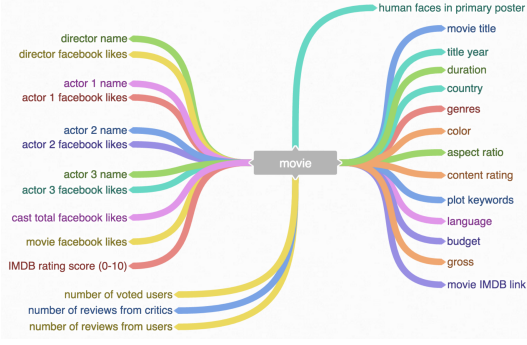 human faces in primary poster
director name
director facebook likes
actor 1 name
actor 1 facebook likes
actor 2 name
actor 2 facebook likes
actor 3 name
actor 3 facebook likes
cast total facebook likes
movie facebook likes
IMDB rating score (0-10)
number of voted users
number of reviews from critics
number of reviews from users
movie
movie title
title year
duration
country
genres
color
aspect ratio
content rating
plot keywords
language
budget
gross
movie IMDB link